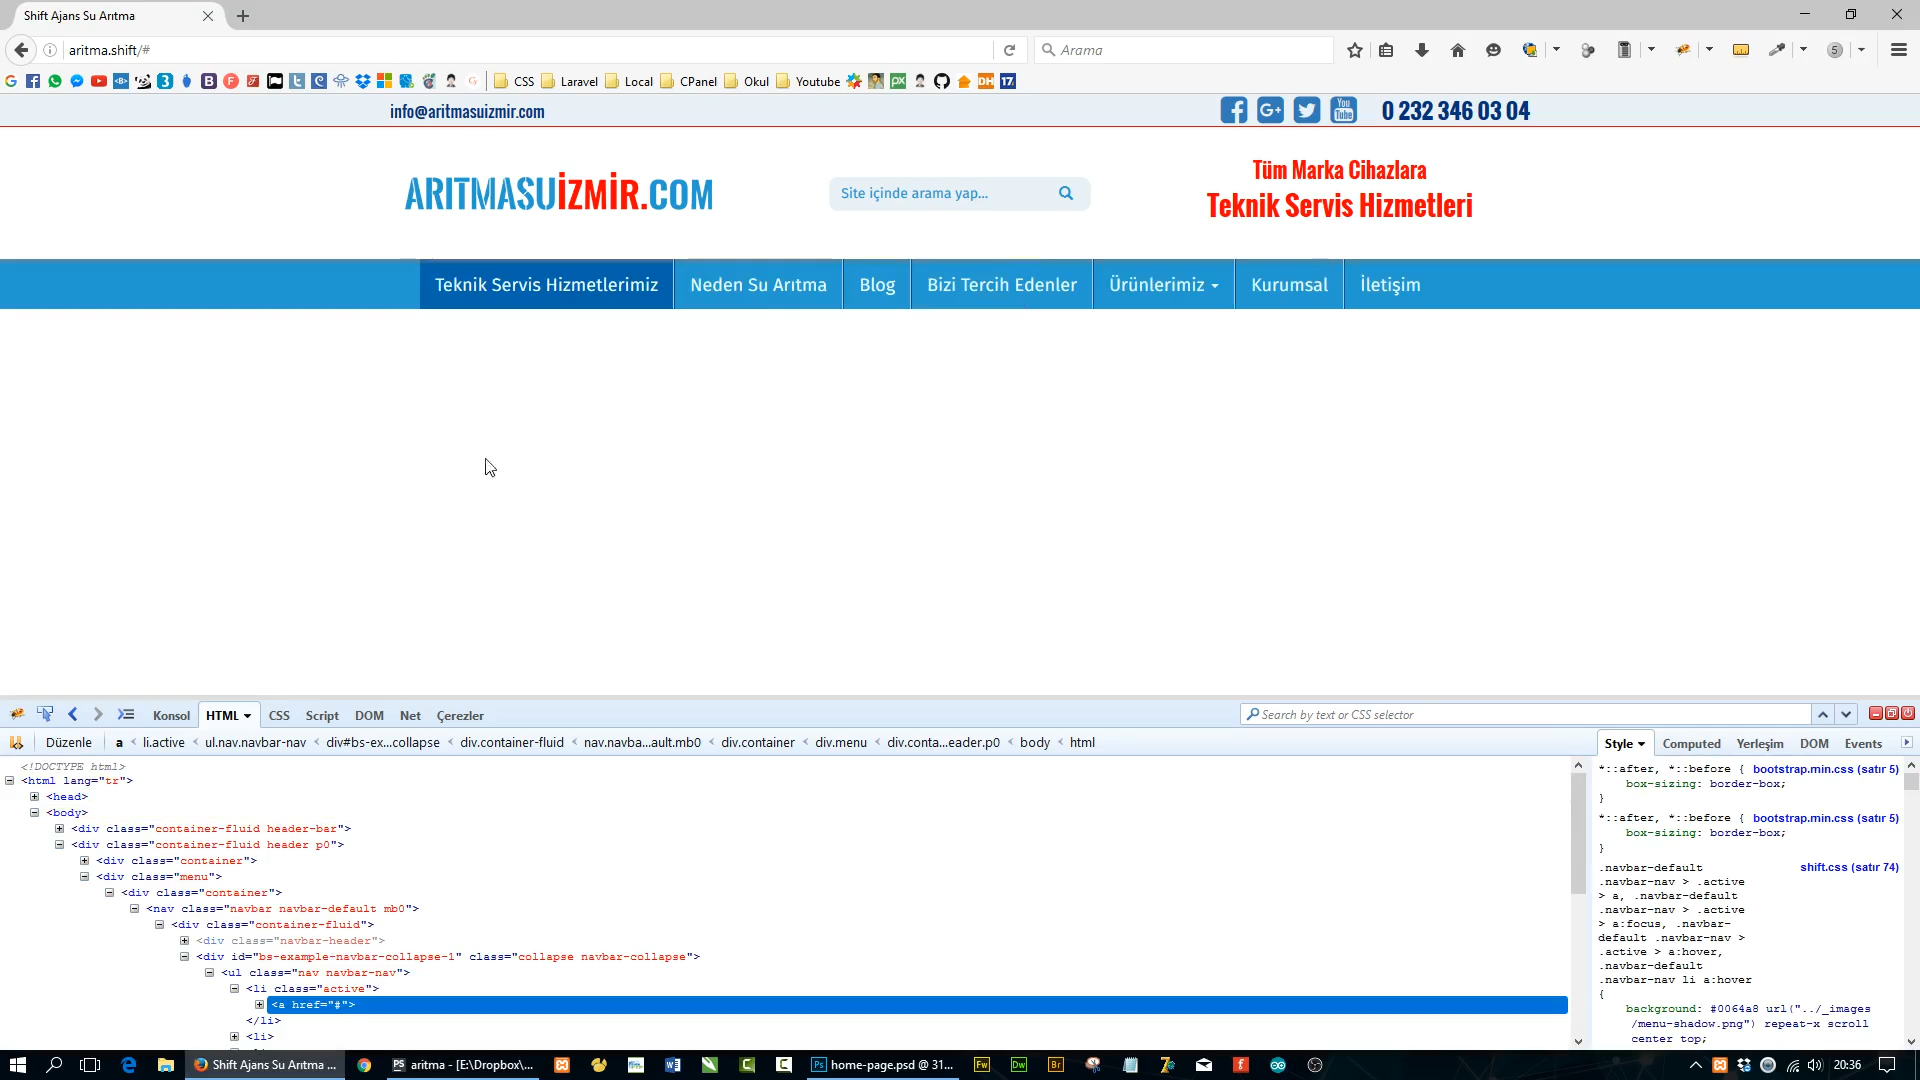 Shift Ajans Su Arıtma
aritma.shift/#
Arama
5
CSS Laravel Local CPanel Okul Youtube
info@aritmasuizmir.com
You Tube
0 232 346 03 04
ARITMASUİZMİR.COM
Site içinde arama yap...
Tüm Marka Cihazlara
Teknik Servis Hizmetleri
Teknik Servis Hizmetlerimiz Neden Su Arıtma Blog Bizi Tercih Edenler Ürünlerimiz Kurumsal İletişim
Konsol HTML CSS Script DOM Net Çerezler
Search by text or CSS selector
Düzenle a < li.active < ul.nav.navbar-nav < div#bs-ex...collapse < div.container-fluid < nav.navba...ault.mb0 < div.container < div.menu < div.conta...eader.p0 < body < html
Style Computed Yerleşim DOM Events
<!DOCTYPE html>
<html lang="tr">
<head>
<body>
<div class="container-fluid header-bar">
<div class="container-fluid header p0">
<div class="container">
<div class="menu">
<div class="container">
<nav class="navbar navbar-default mb0">
<div class="container-fluid">
<div class="navbar-header">
<div id="bs-example-navbar-collapse-1" class="collapse navbar-collapse">
<ul class="nav navbar-nav">
<li class="active">
<a href="#">
</li>
<li>
*::after, *::before { bootstrap.min.css (satır 5)
box-sizing: border-box;
}
*::after, *::before { bootstrap.min.css (satır 5)
box-sizing: border-box;
}
.navbar-default shift.css (satır 74)
.navbar-nav > .active
> a, .navbar-default
.navbar-nav > .active
> a:focus, .navbar-
default .navbar-nav >
.active > a:hover,
.navbar-default
.navbar-nav li a:hover
{
background: #0064a8 url("../_images
/menu-shadow.png") repeat-x scroll
center top;
Shift Ajans Su Arıtma ...
aritma - [E:\Dropbox\...
home-page.psd @ 31...
20:36